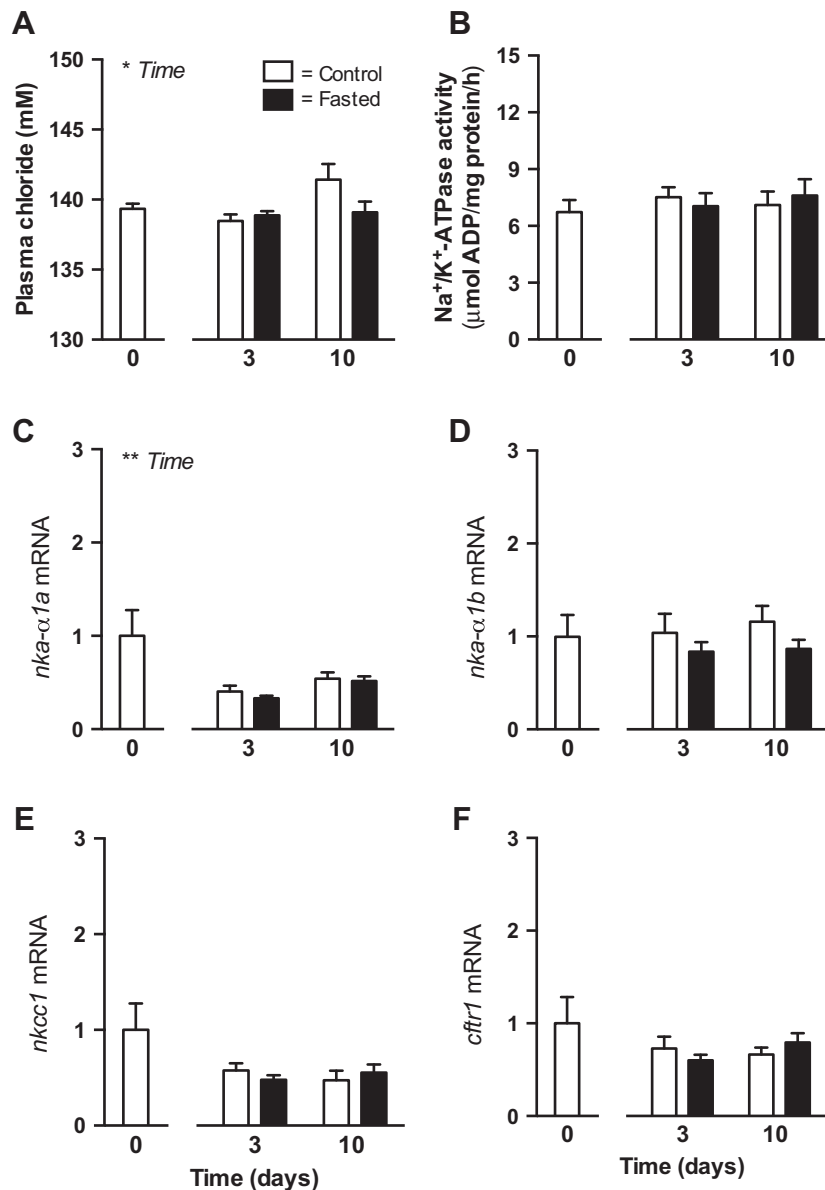 A
Plasma chloride (mM)
150
145
140
135
130
* Time
= Control
= Fasted
0
3
10
B
Na⁺/K⁺-ATPase activity
(μmol ADP/mg protein/h)
15
12
9
6
3
0
0
3
10
C
nka-α1a mRNA
3
2
1
0
** Time
0
3
10
D
nka-α1b mRNA
3
2
1
0
0
3
10
E
nkcc1 mRNA
3
2
1
0
0
3
10
Time (days)
F
cftr1 mRNA
3
2
1
0
0
3
10
Time (days)